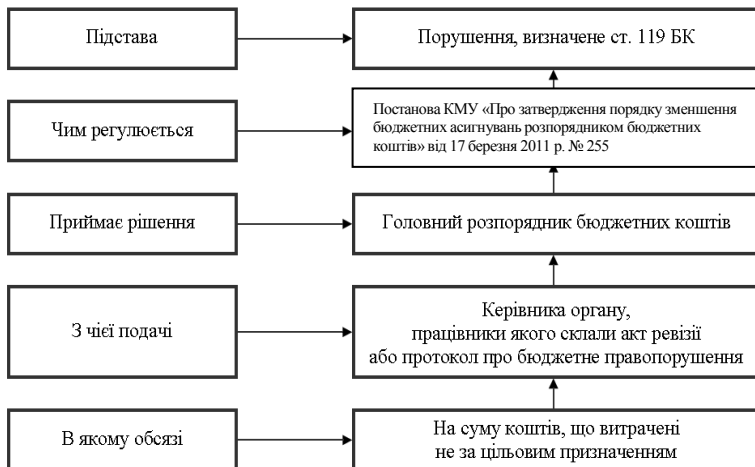 Підстава
Порушення, визначене ст. 119 БК
Чим регулюється
Постанова КМУ «Про затвердження порядку зменшення
бюджетних асигнувань розпорядником бюджетних
коштів» від 17 березня 2011 р. № 255
Приймає рішення
Головний розпорядник бюджетних коштів
З чієї подачі
Керівника органу,
працівники якого склали акт ревізії
або протокол про бюджетне правопорушення
В якому обсязі
На суму коштів, що витрачені
не за цільовим призначенням